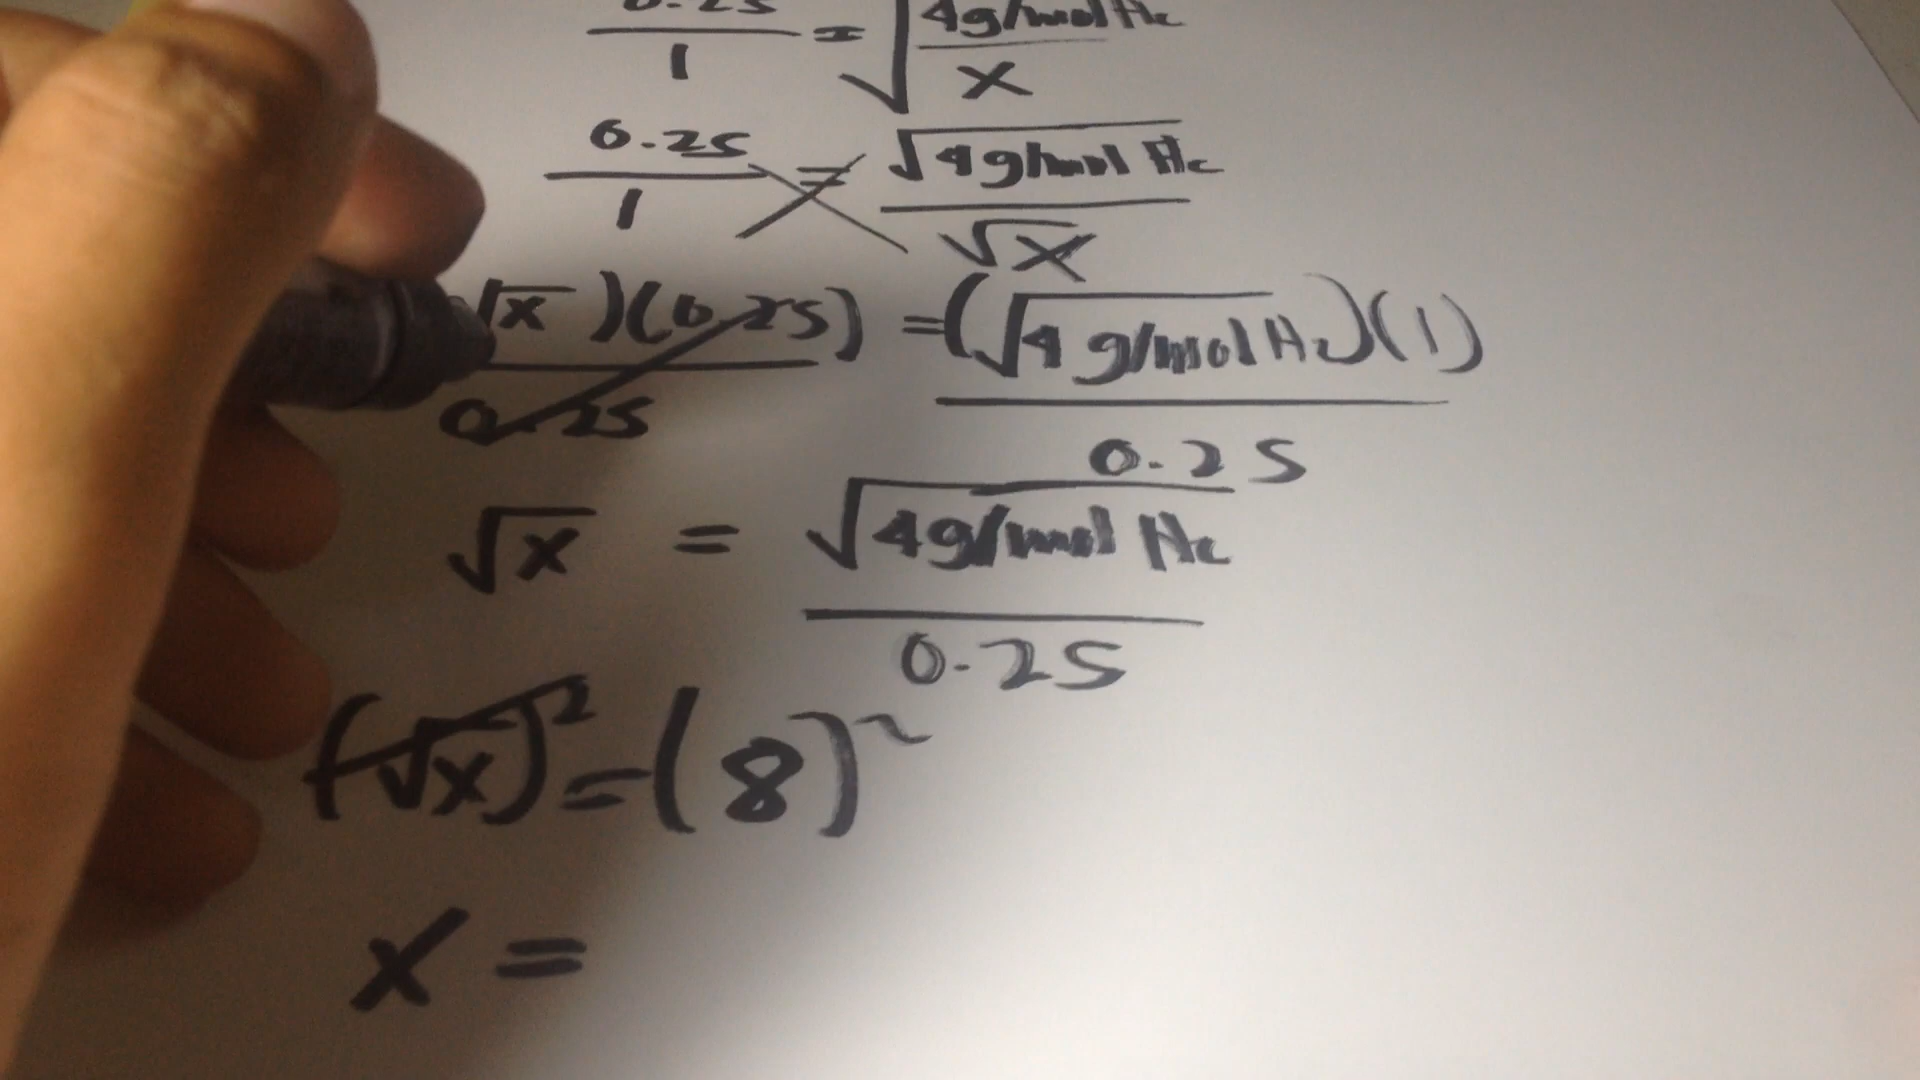 0.25/1 = √(4g/mol He/x)
0.25/1 = √4g/mol He/√x
√x)(0.25)/0.25 = (√4g/mol He)(1)/0.25
√x = √4g/mol He/0.25
(√x)² = (8)²
x =